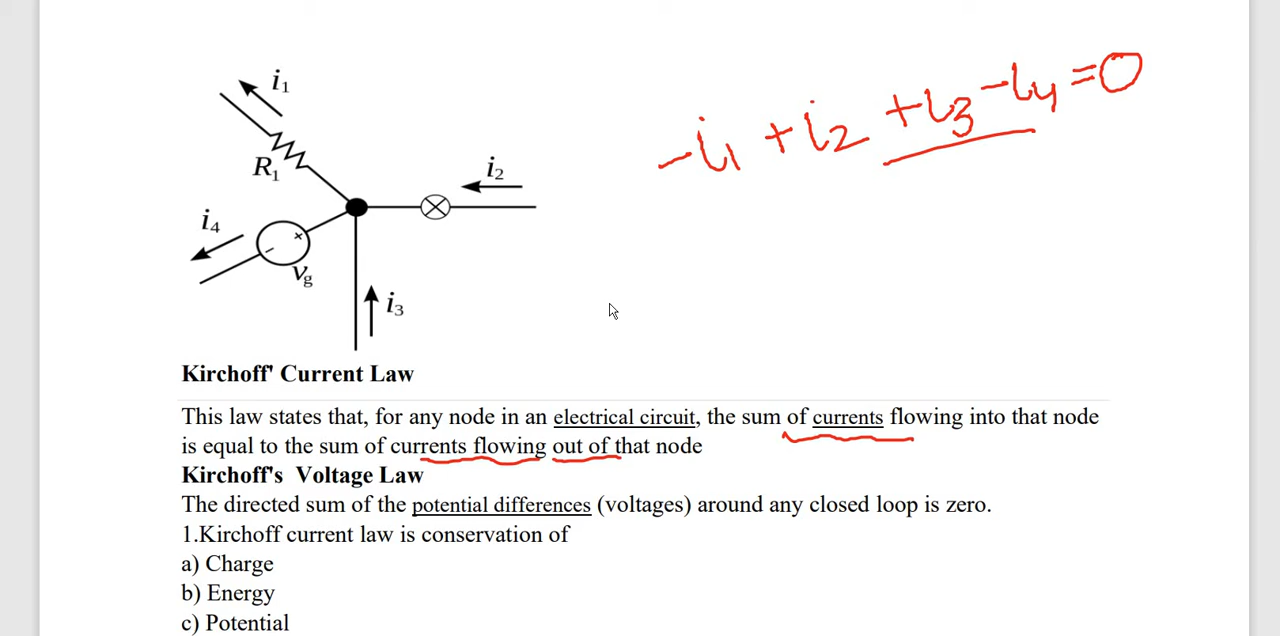 i1
-i1 +i2 +i3 -i4 =0
R1
i2
i4
+
-
Vg
i3
Kirchoff' Current Law
This law states that, for any node in an electrical circuit, the sum of currents flowing into that node
is equal to the sum of currents flowing out of that node
Kirchoff's Voltage Law
The directed sum of the potential differences (voltages) around any closed loop is zero.
1.Kirchoff current law is conservation of
a) Charge
b) Energy
c) Potential